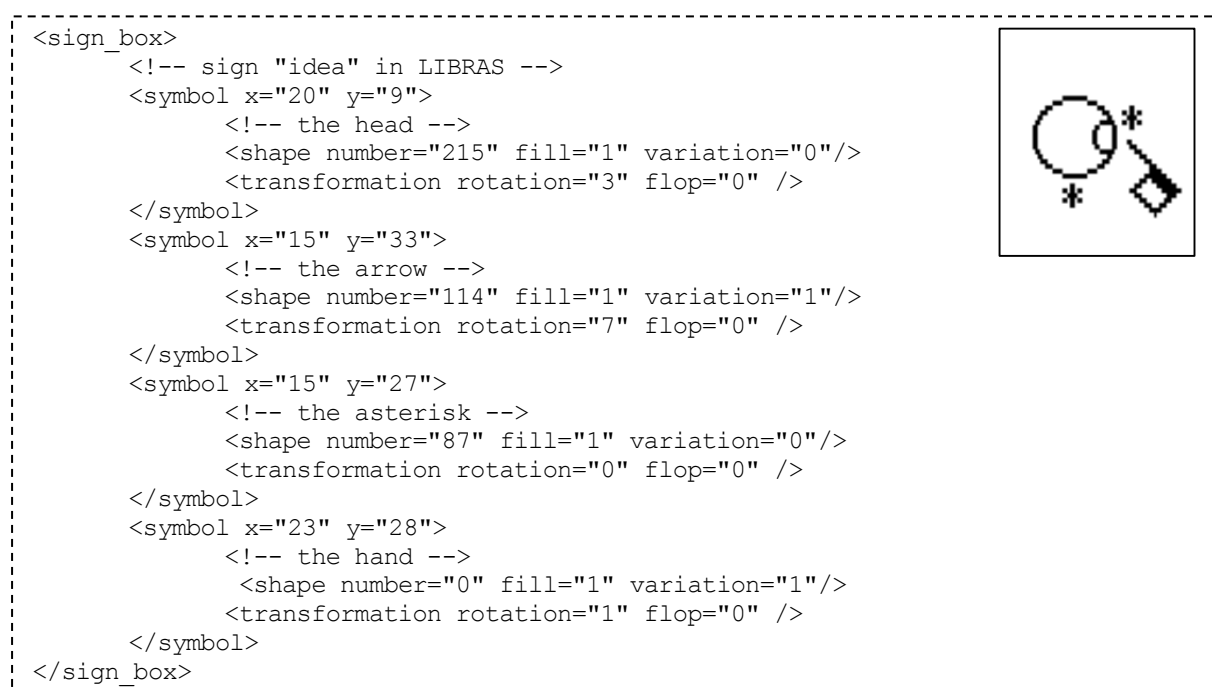 <sign_box>
<!-- sign "idea" in LIBRAS -->
<symbol x="20" y="9">
<!-- the head -->
<shape number="215" fill="1" variation="0"/>
<transformation rotation="3" flop="0" />
</symbol>
<symbol x="15" y="33">
<!-- the arrow -->
<shape number="114" fill="1" variation="1"/>
<transformation rotation="7" flop="0" />
</symbol>
<symbol x="15" y="27">
<!-- the asterisk -->
<shape number="87" fill="1" variation="0"/>
<transformation rotation="0" flop="0" />
</symbol>
<symbol x="23" y="28">
<!-- the hand -->
<shape number="0" fill="1" variation="1"/>
<transformation rotation="1" flop="0" />
</symbol>
</sign_box>